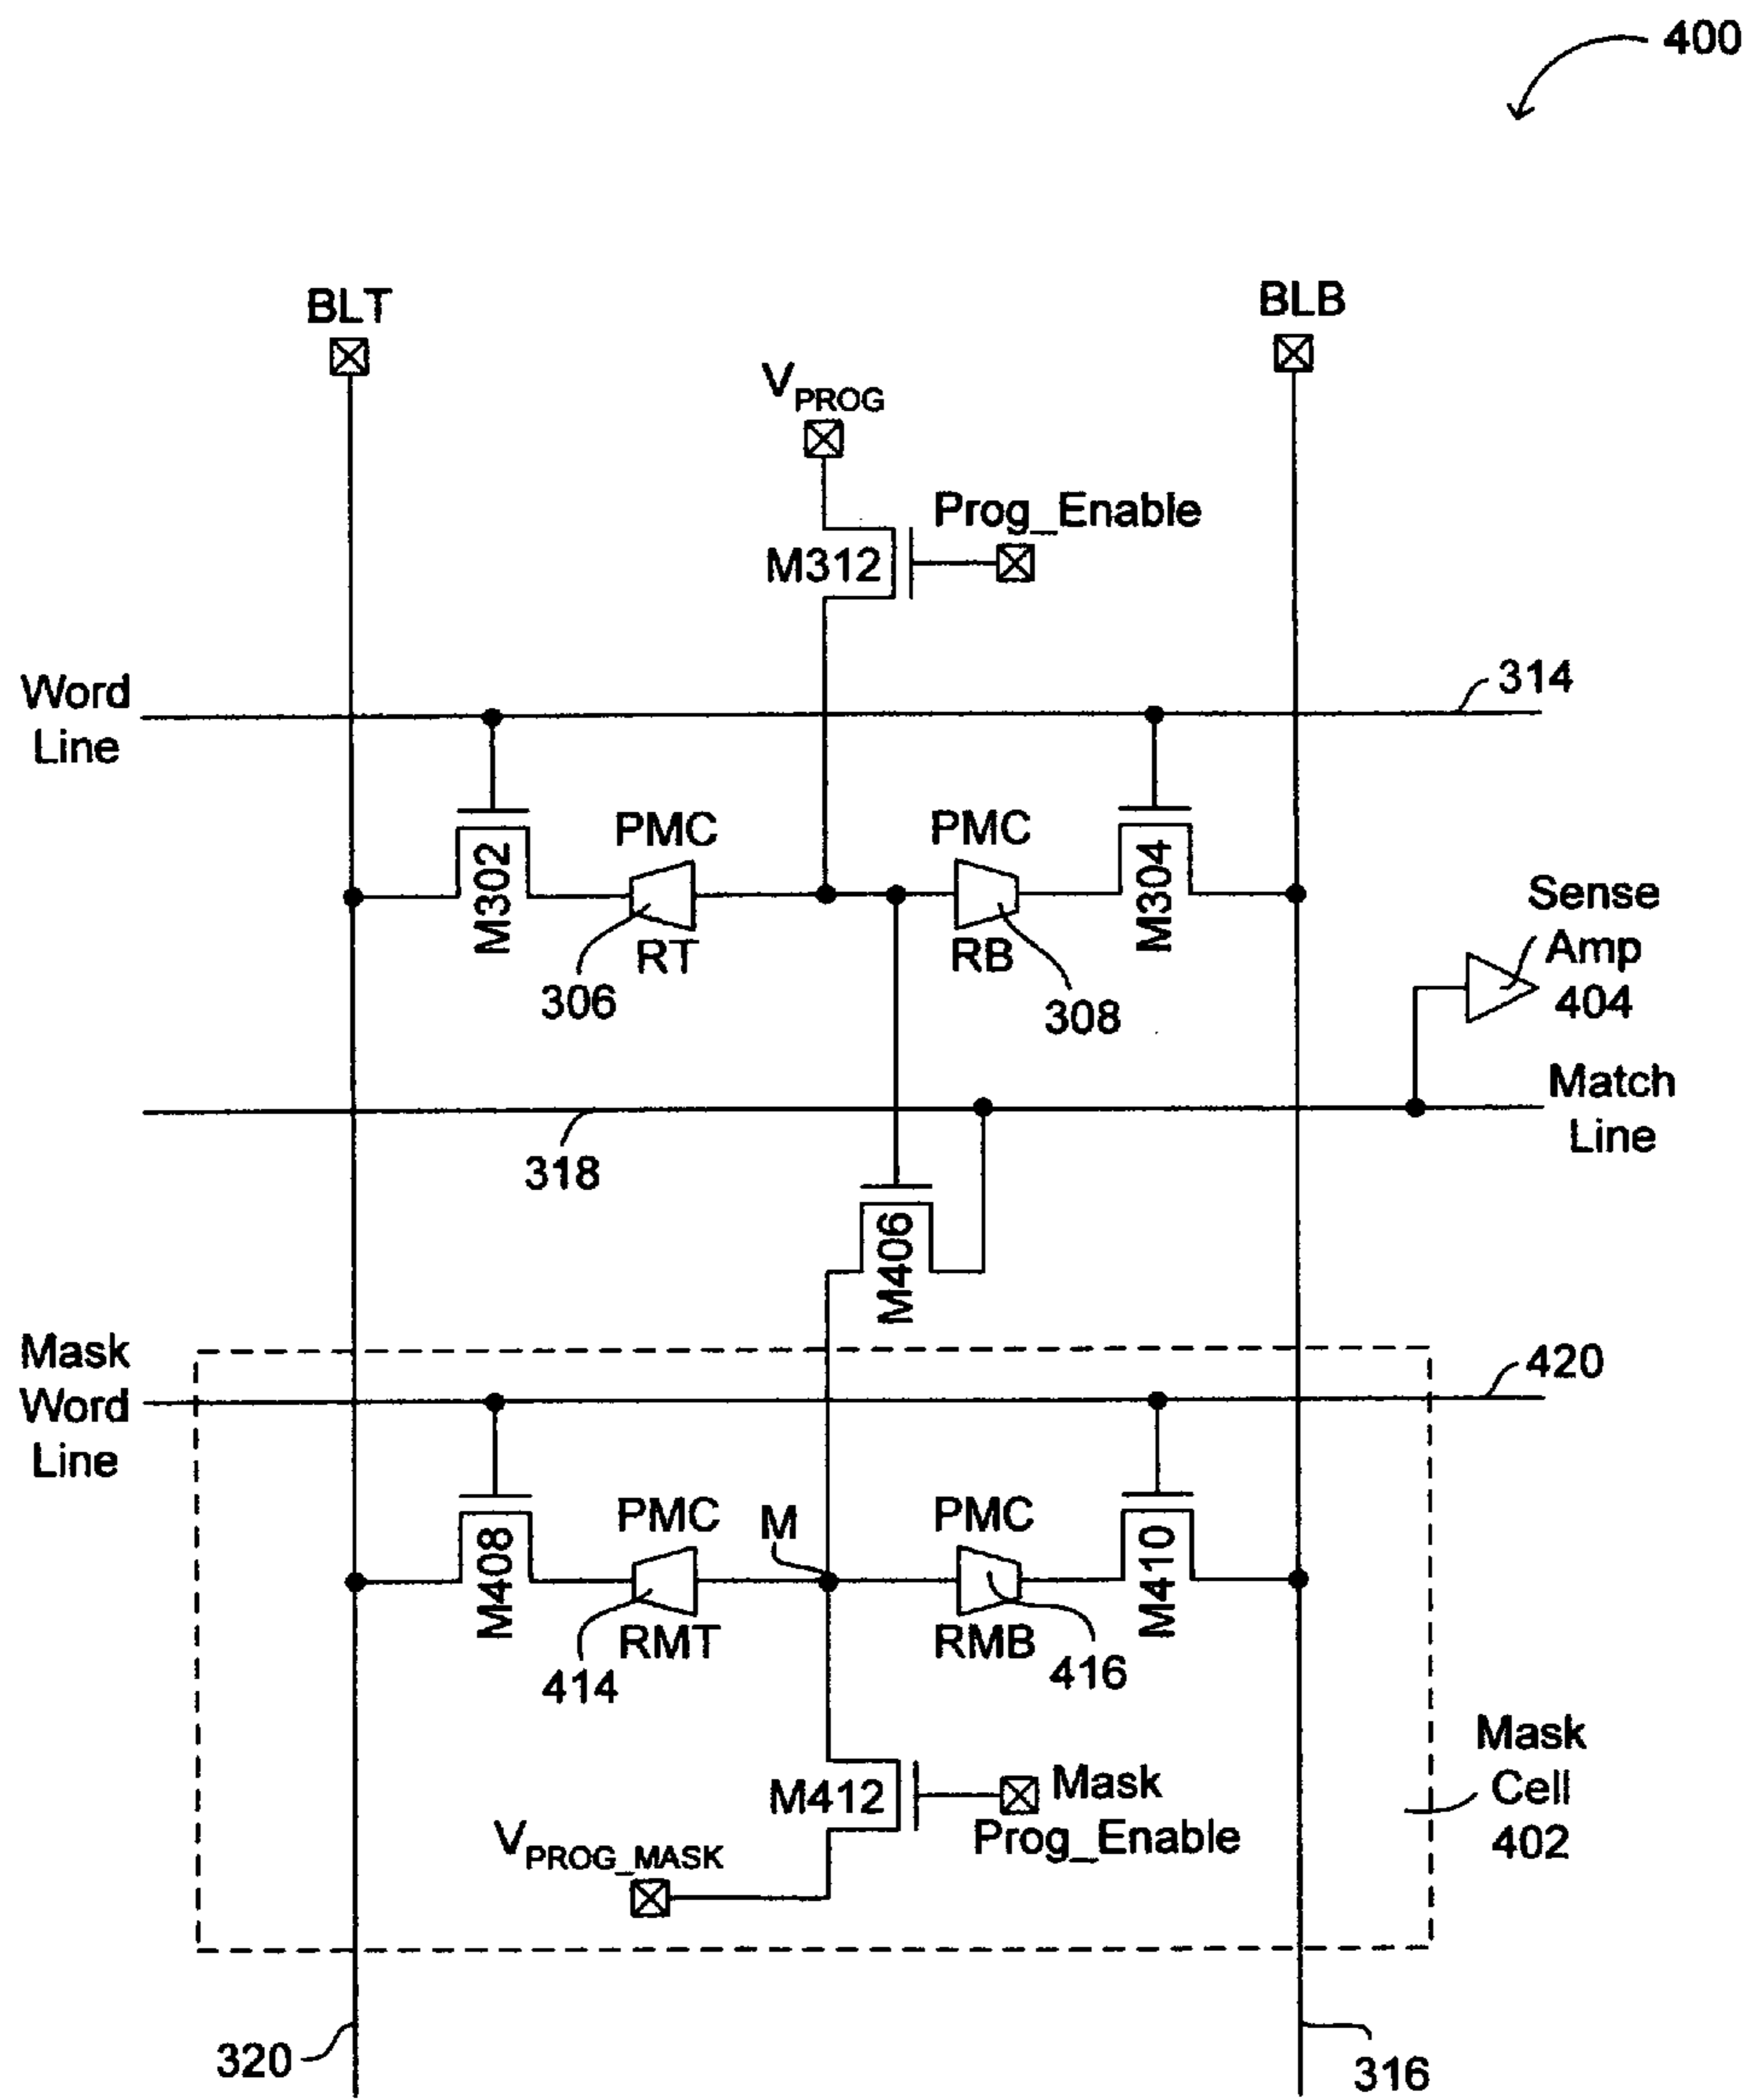 400
BLT
BLB
VPROG
Prog_Enable
M312
314
Word
Line
PMC
PMC
M302
M304
RT
RB
306
308
Sense
Amp
404
Match
Line
318
M406
Mask
Word
Line
420
PMC
M
PMC
M408
M410
RMT
RMB
414
416
M412
Mask
Prog_Enable
VPROG_MASK
Mask
Cell
402
320
316